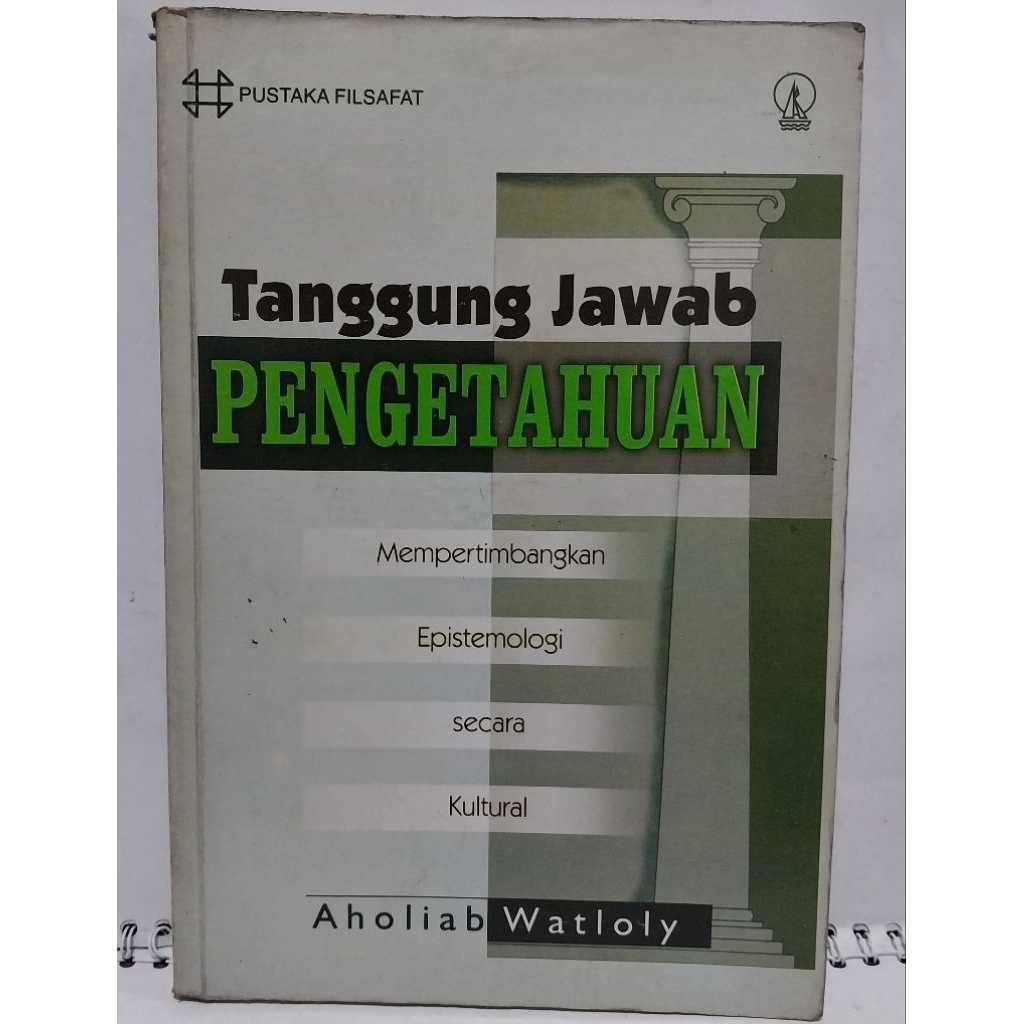 PUSTAKA FILSAFAT
Tanggung Jawab
PENGETAHUAN
Mempertimbangkan
Epistemologi
secara
Kultural
Aholiab Watloly